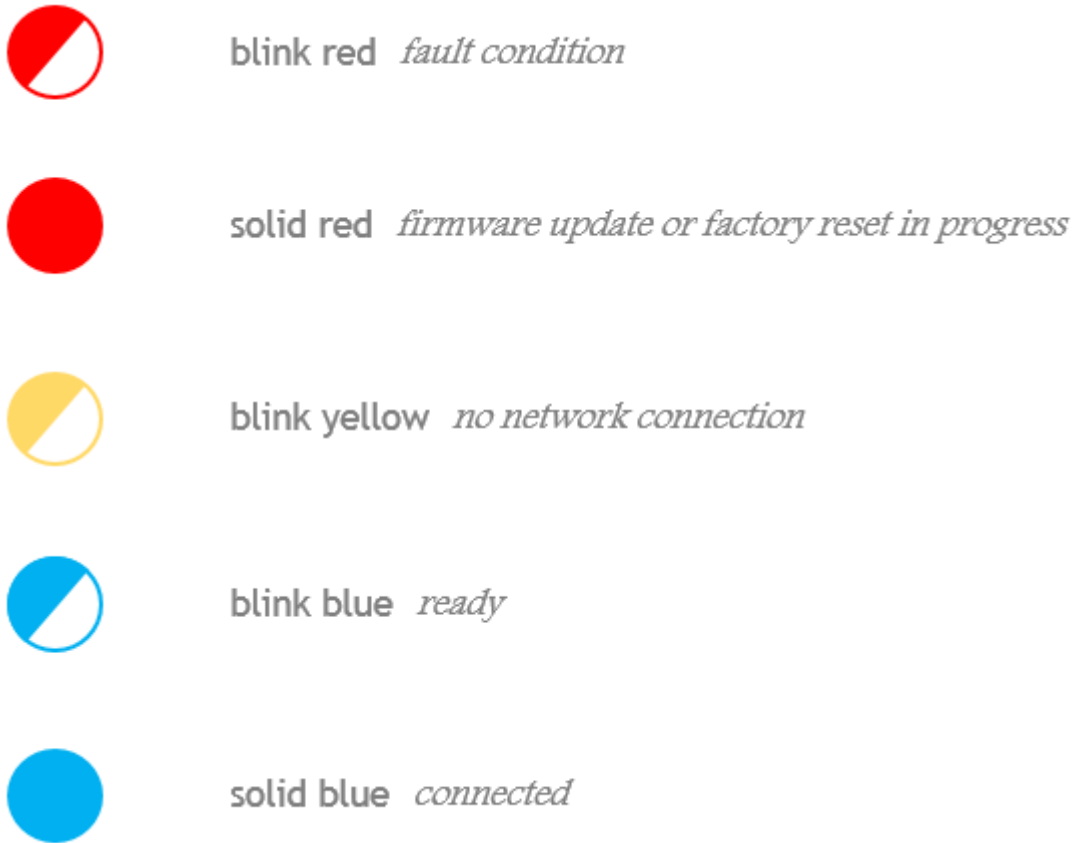 blink red fault condition
solid red firmware update or factory reset in progress
blink yellow no network connection
blink blue ready
solid blue connected